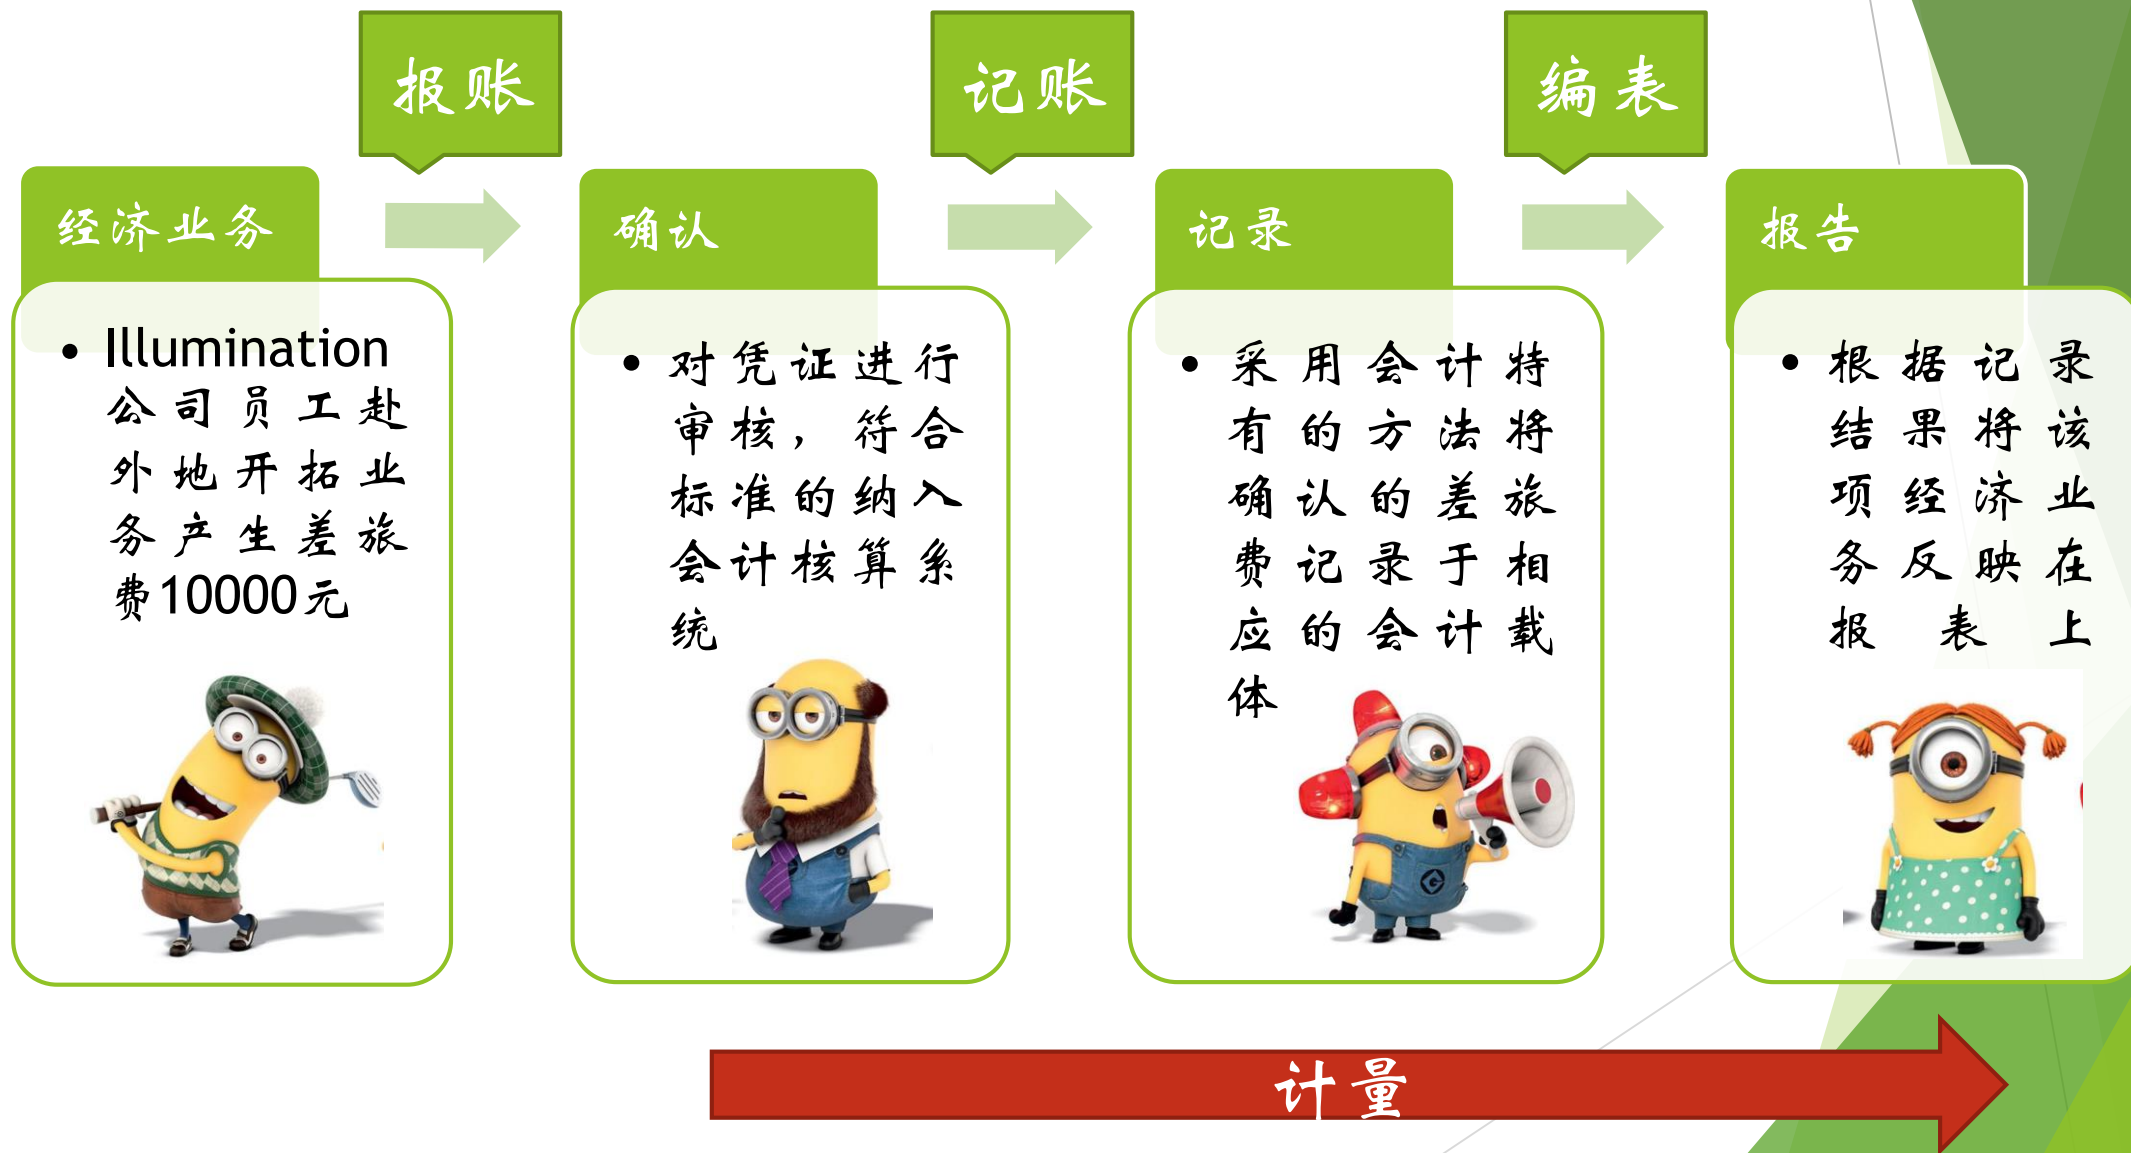 报账
记账
编表
经济业务
确认
记录
报告
• Illumination
公司员工赴
外地开拓业
务产生差旅
费10000元
• 对凭证进行
审核，符合
标准的纳入
会计核算系
统
• 采用会计特
有的方法将
确认的差旅
费记录于相
应的会计载
体
• 根据记录
结果将该
项经济业
务反映在
报表上
计量